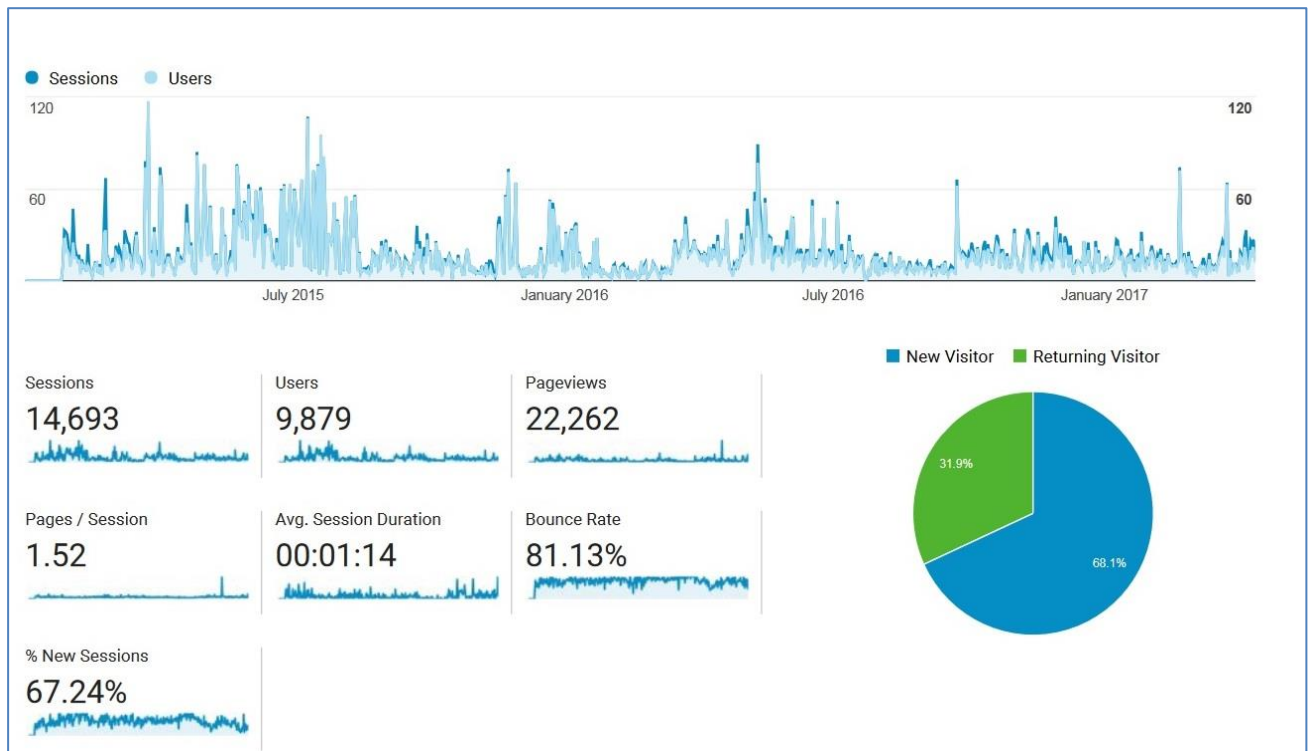 Sessions Users
120 120
60 60
July 2015 January 2016 July 2016 January 2017
New Visitor Returning Visitor
Sessions Users Pageviews
14,693 9,879 22,262
31.9%
Pages / Session Avg. Session Duration Bounce Rate
1.52 00:01:14 81.13%
68.1%
% New Sessions
67.24%